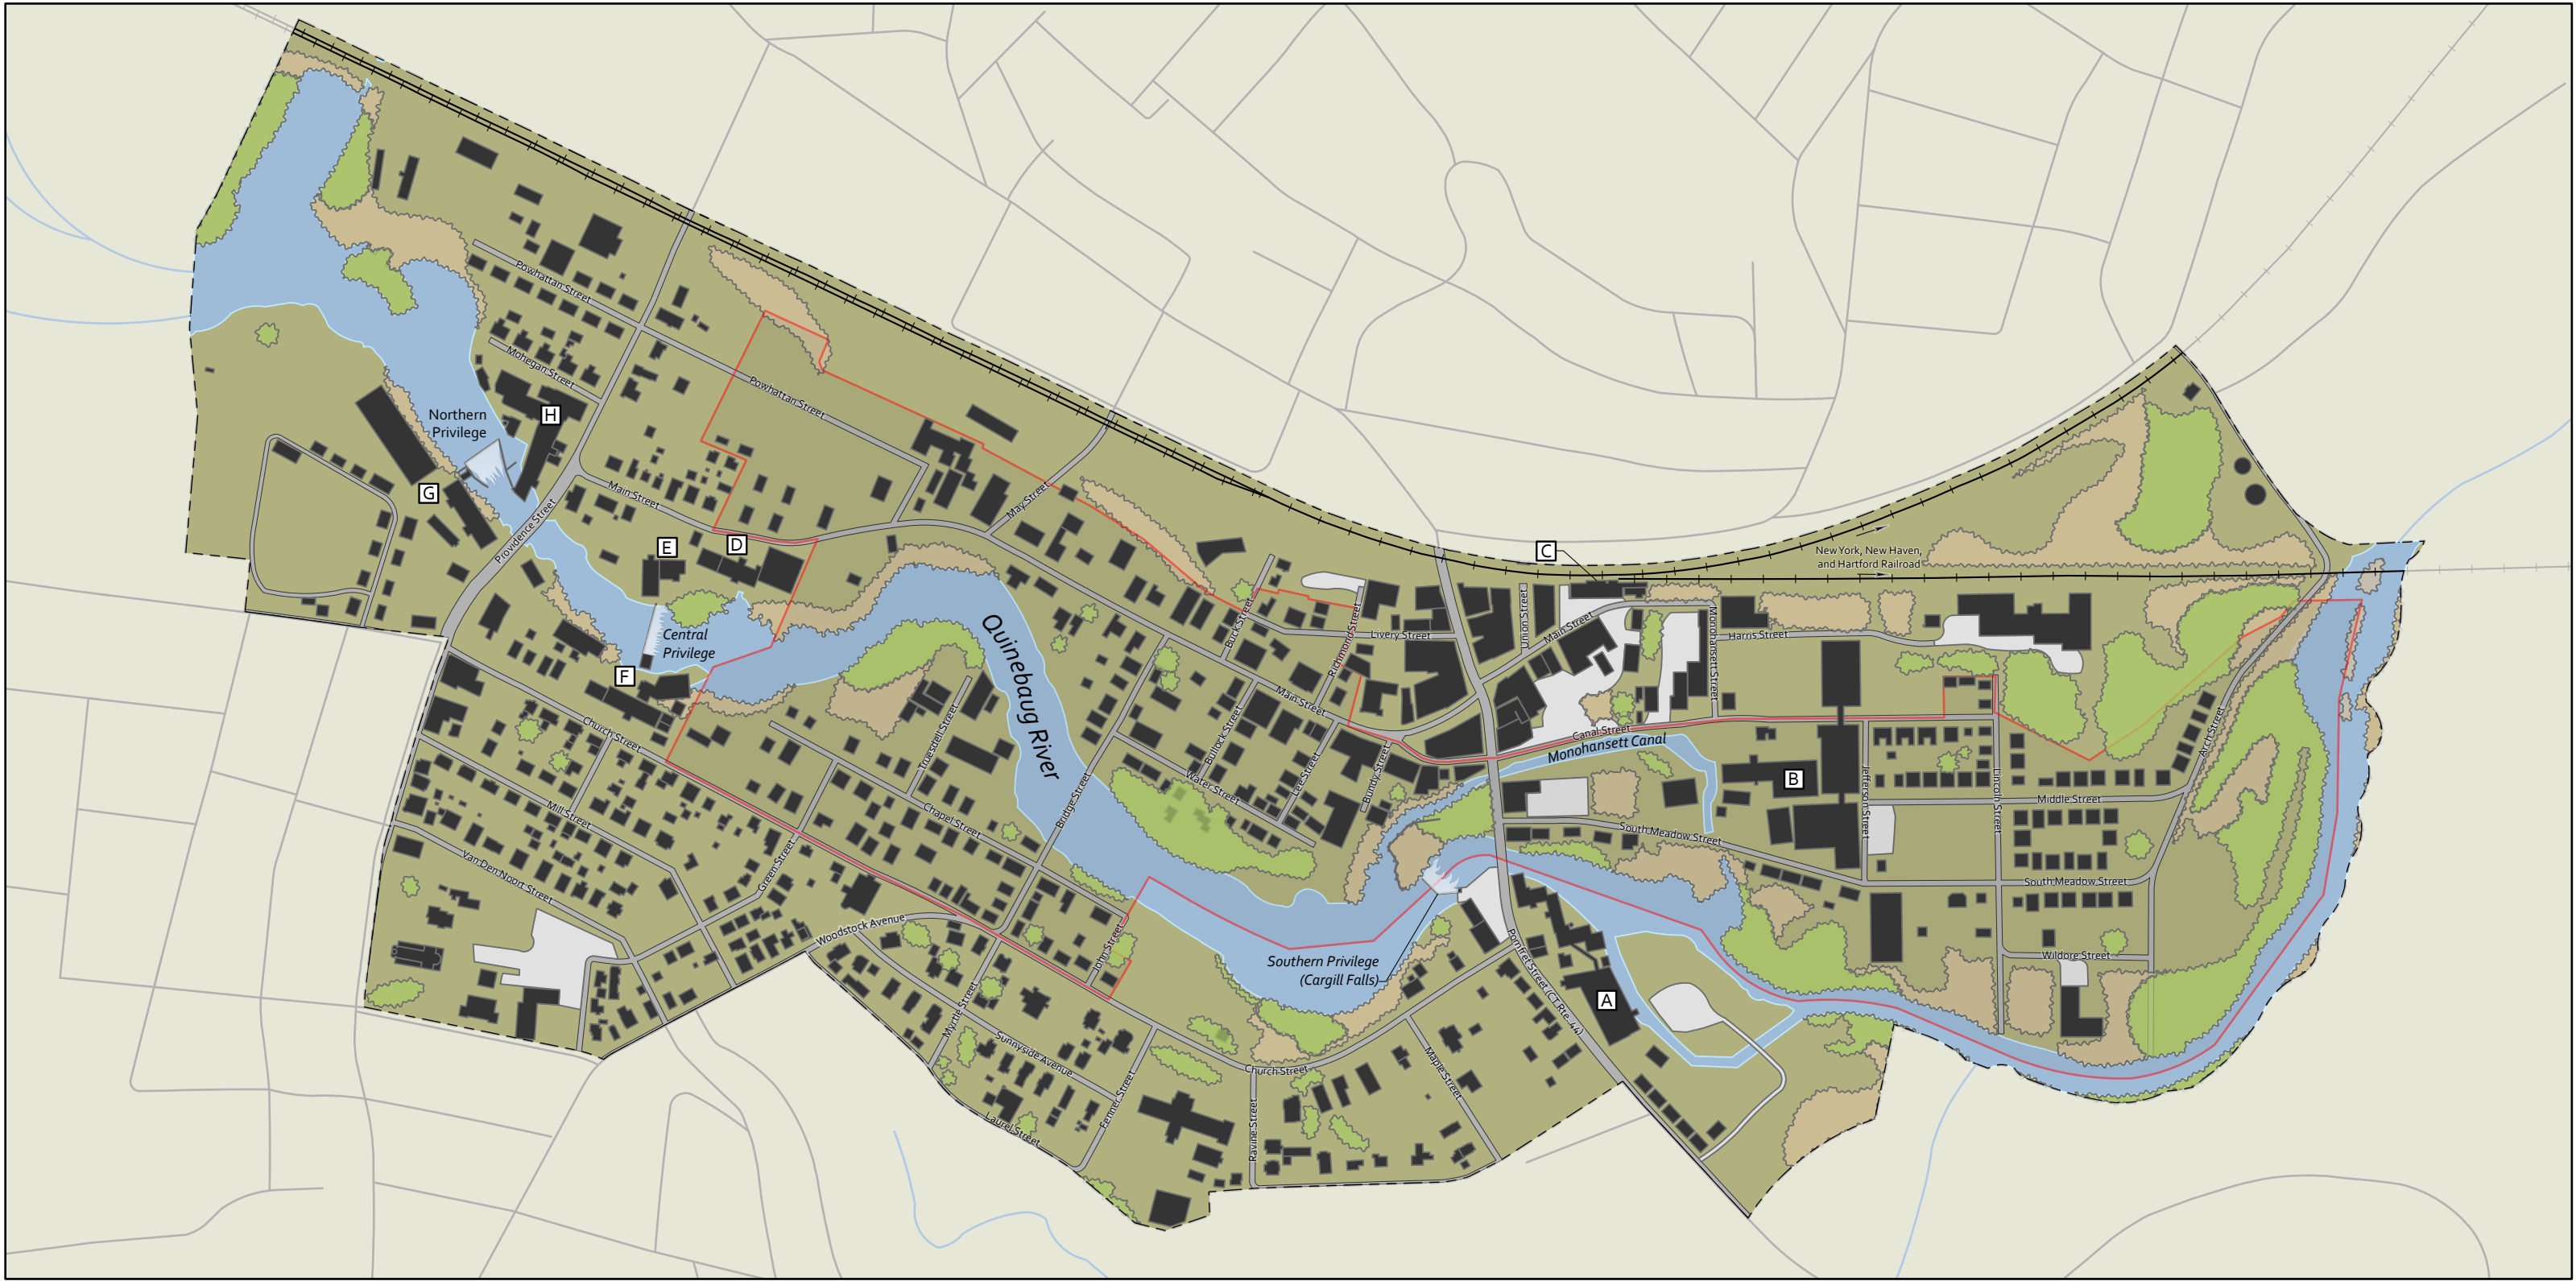 Powhattan Street
Mohegan Street
Northern
Privilege
H
G
Powhattan Street
Main Street
Providence Street
May Street
E
D
Central
Privilege
F
Quinebaug River
C
New York, New Haven,
and Hartford Railroad
Buck Street
Richmond Street
Livery Street
Union Street
Main Street
Monohansett Street
Harris Street
Main Street
Canal Street
Monohansett Canal
Church Street
Truesdell Street
Bullock Street
Water Street
Lee Street
Bundy Street
Bridge Street
B
Jefferson Street
Lincoln Street
Middle Street
Arch Street
Mill Street
Chapel Street
South Meadow Street
Van Den Noort Street
Green Street
South Meadow Street
Woodstock Avenue
John Street
Southern Privilege
(Cargill Falls)
Pomfret Street (CT Rte. 44)
Wildore Street
A
Myrtle Street
Sunnyside Avenue
Church Street
Maple Street
Fenner Street
Laurel Street
Ravine Street